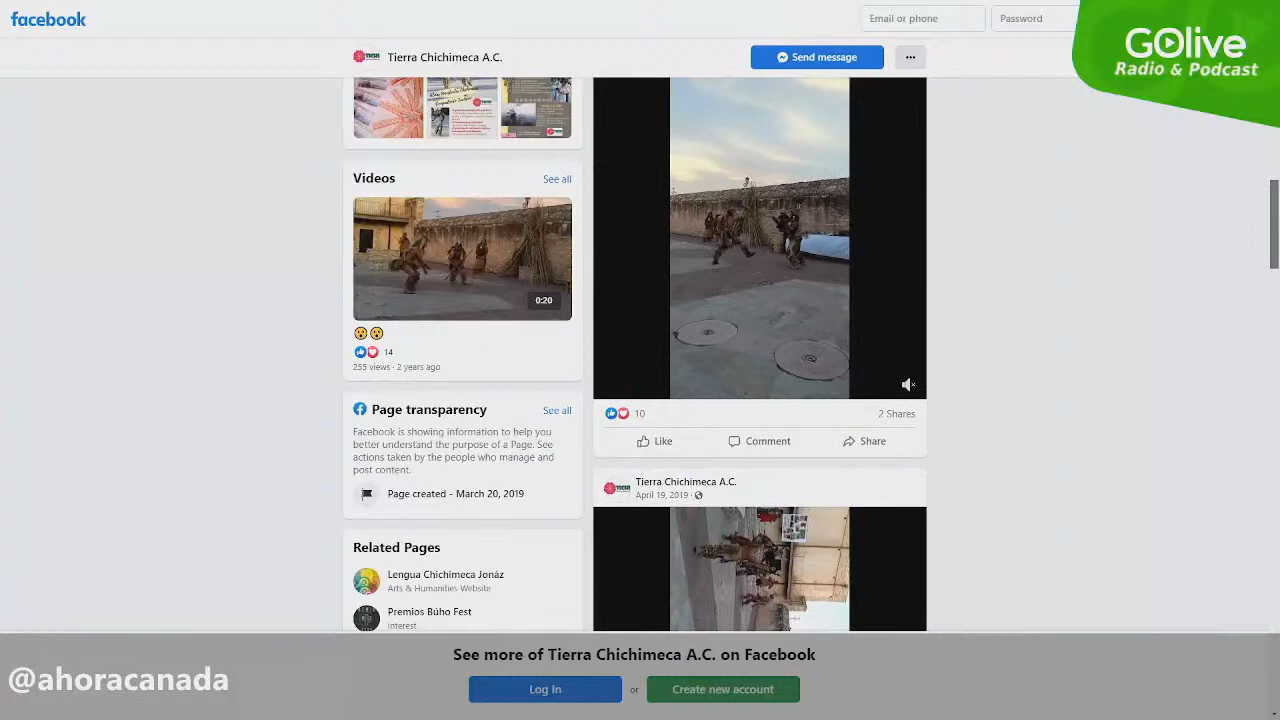 facebook
Email or phone
Password
GOlive
Radio & Podcast
Tierra Chichimeca A.C.
Send message
Videos
See all
0:20
14
255 views · 2 years ago
Page transparency
See all
Facebook is showing information to help you
better understand the purpose of a Page. See
actions taken by the people who manage and
post content.
Page created - March 20, 2019
Related Pages
Lengua Chichimeca Jonáz
Arts & Humanities Website
Premios Búho Fest
Interest
10
2 Shares
Like
Comment
Share
Tierra Chichimeca A.C.
April 19, 2019 ·
See more of Tierra Chichimeca A.C. on Facebook
Log In
or
Create new account
@ahoracanada